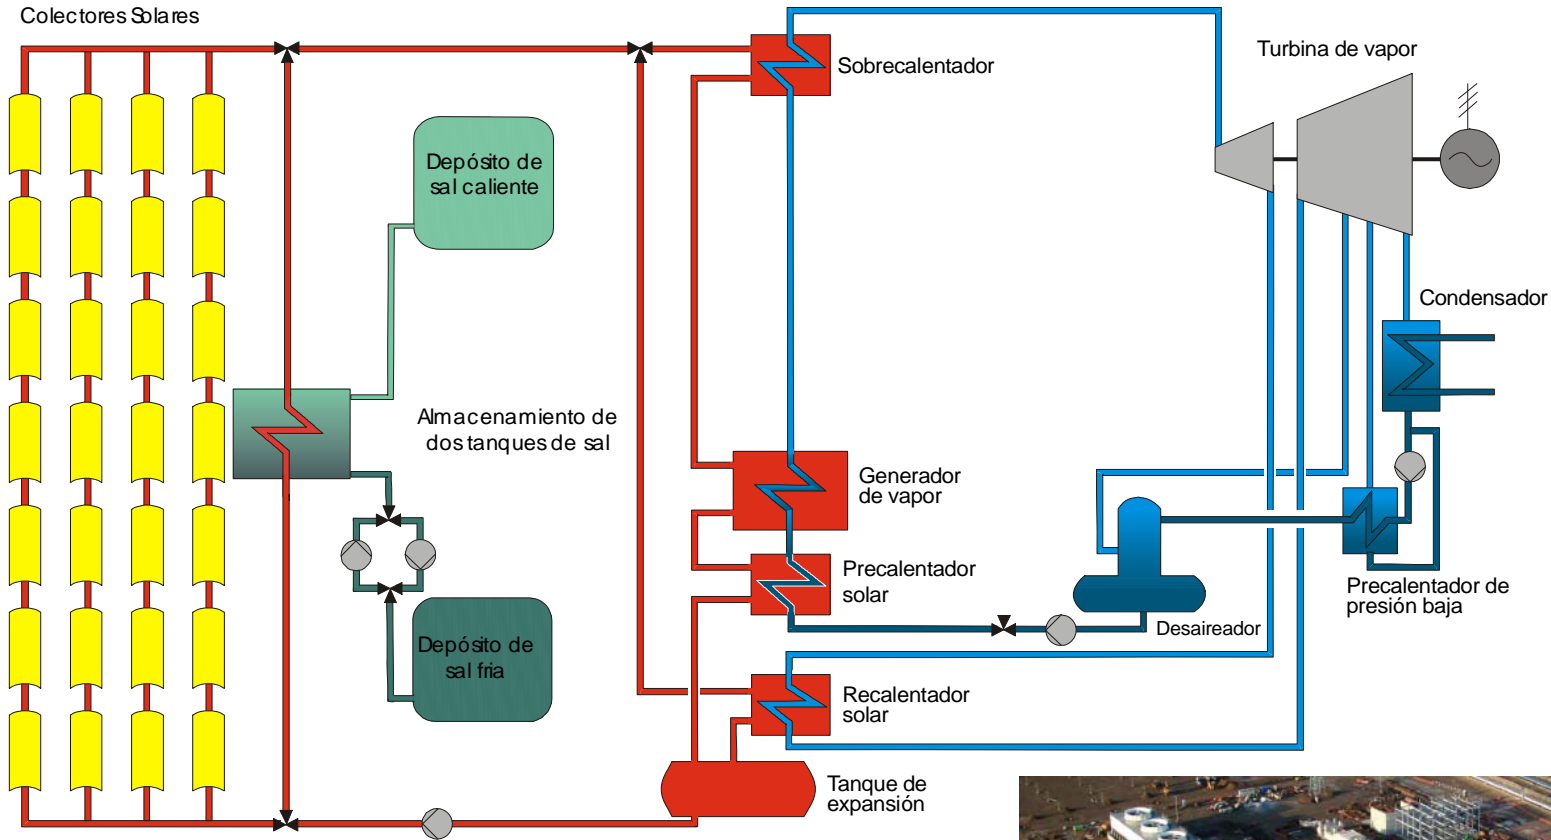 Colectores Solares
Turbina de vapor
Sobrecalentador
Depósito de
sal caliente
Condensador
Almacenamiento de
dos tanques de sal
Generador
de vapor
Precalentador
solar
Precalentador de
presión baja
Desaireador
Depósito de
sal fria
Recalentador
solar
Tanque de
expansión